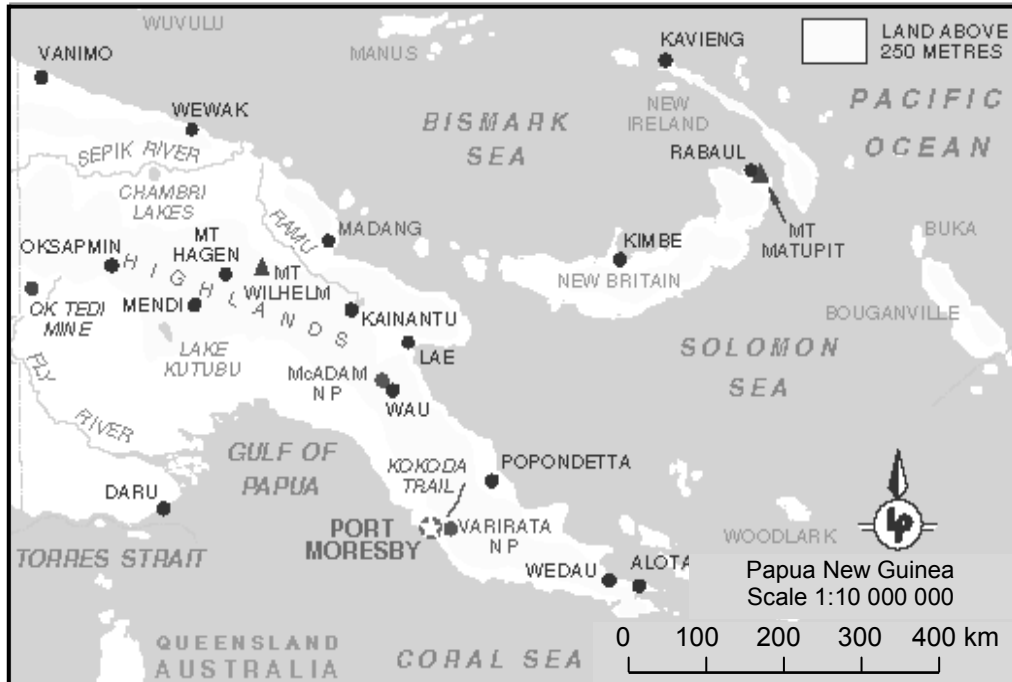 WUVULU
VANIMO
MANUS
KAVIENG
LAND ABOVE
250 METRES
WEWAK
BISMARK
SEA
NEW
IRELAND
PACIFIC
OCEAN
SEPIK RIVER
RABAUL
CHAMBRI
LAKES
RAMU
MADANG
MT
MATUPIT
BUKA
OKSAPMIN
MT
HAGEN
HIGHLANDS
MT
WILHELM
KIMBE
NEW BRITAIN
OK TEDI
MINE
MENDI
KAINANTU
BOUGANVILLE
LAKE
KUTUBU
LAE
SOLOMON
SEA
McADAM
NP
WAU
FLY
RIVER
GULF OF
PAPUA
KOKODA
TRAIL
POPONDETTA
DARU
PORT
MORESBY
VARIRATA
NP
lp
WOODLARK
TORRES STRAIT
WEDAU
ALOTA
Papua New Guinea
Scale 1:10 000 000
0 100 200 300 400 km
QUEENSLAND
AUSTRALIA
CORAL SEA